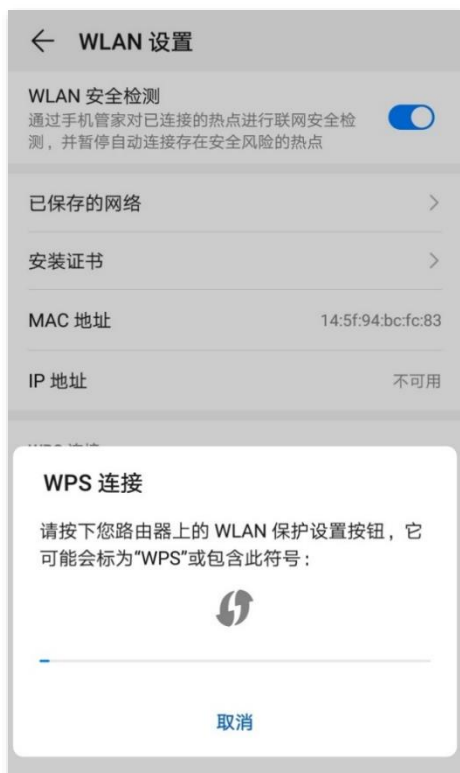 WLAN 设置
WLAN 安全检测
通过手机管家对已连接的热点进行联网安全检
测，并暂停自动连接存在安全风险的热点
已保存的网络
安装证书
MAC 地址 14:5f:94:bc:fc:83
IP 地址 不可用
WPS 连接
请按下您路由器上的 WLAN 保护设置按钮，它
可能会标为“WPS”或包含此符号：
取消